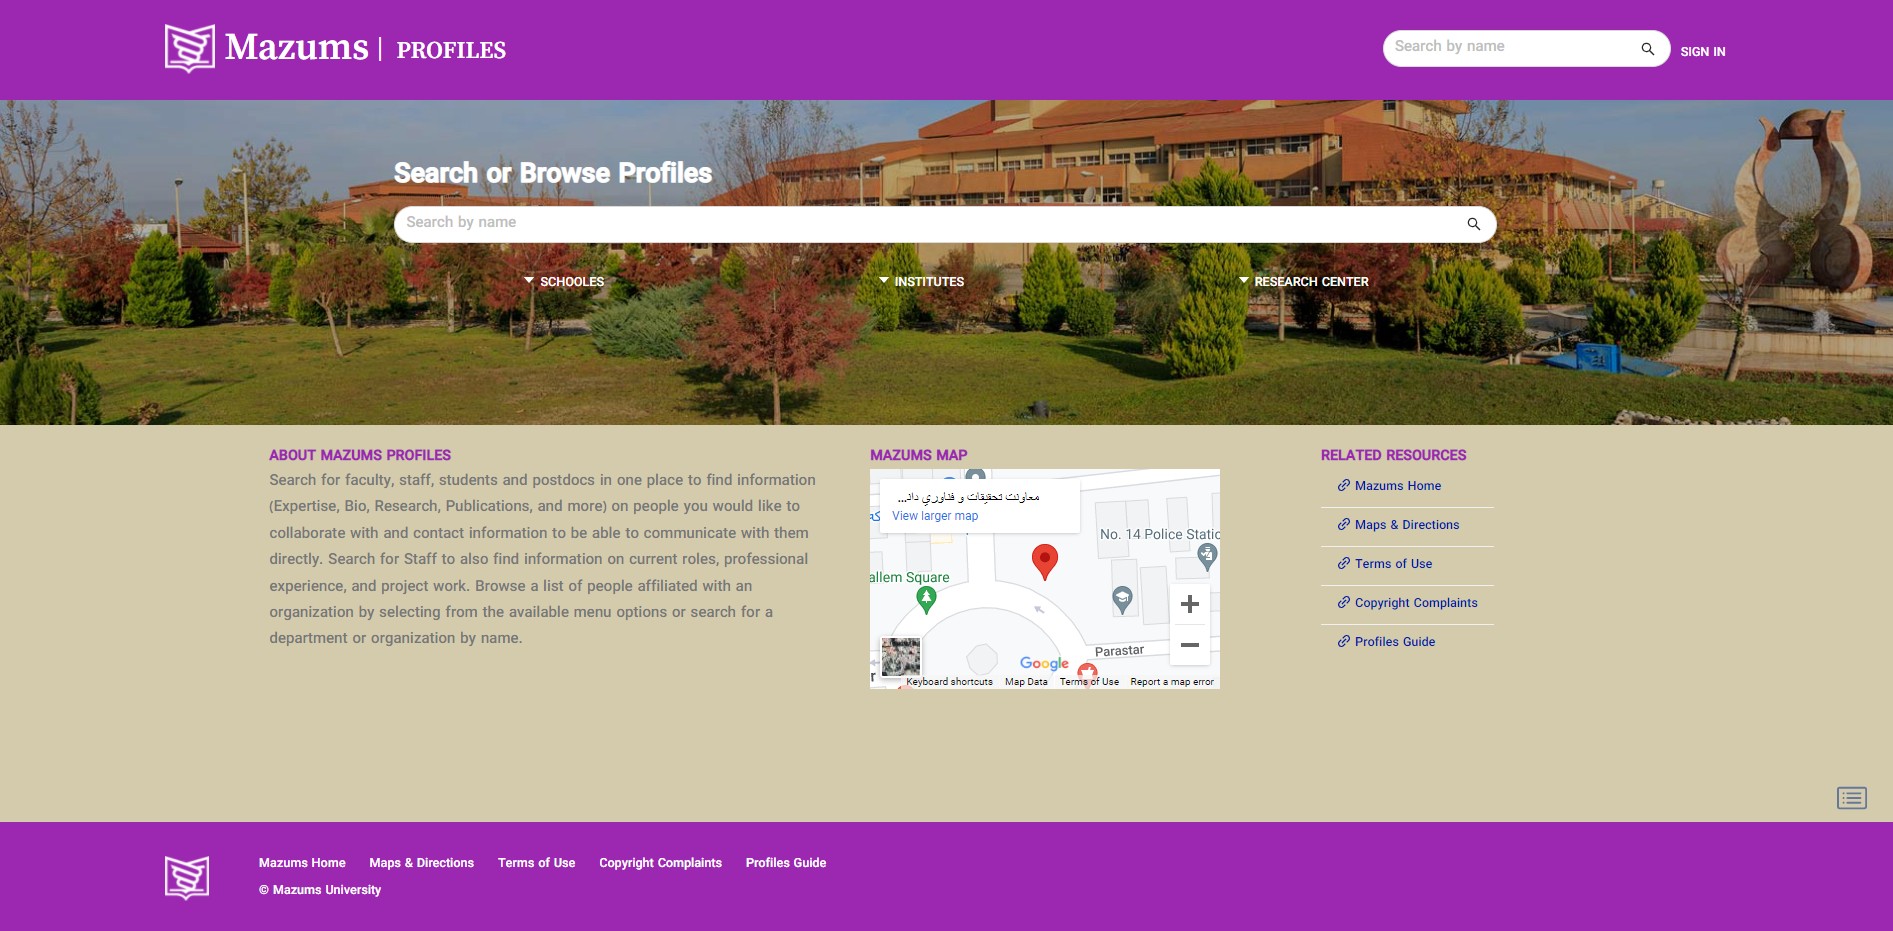 Mazums | PROFILES
Search by name
SIGN IN
Search or Browse Profiles
Search by name
SCHOOLES
INSTITUTES
RESEARCH CENTER
ABOUT MAZUMS PROFILES
Search for faculty, staff, students and postdocs in one place to find information
(Expertise, Bio, Research, Publications, and more) on people you would like to
collaborate with and contact information to be able to communicate with them
directly. Search for Staff to also find information on current roles, professional
experience, and project work. Browse a list of people affiliated with an
organization by selecting from the available menu options or search for a
department or organization by name.
MAZUMS MAP
معاونت تحقیقات و فناوري دانـ...
View larger map
No. 14 Police Static
allem Square
Parastar
Google
Keyboard shortcuts
Map Data
Terms of Use
Report a map error
RELATED RESOURCES
Mazums Home
Maps & Directions
Terms of Use
Copyright Complaints
Profiles Guide
Mazums Home
Maps & Directions
Terms of Use
Copyright Complaints
Profiles Guide
© Mazums University